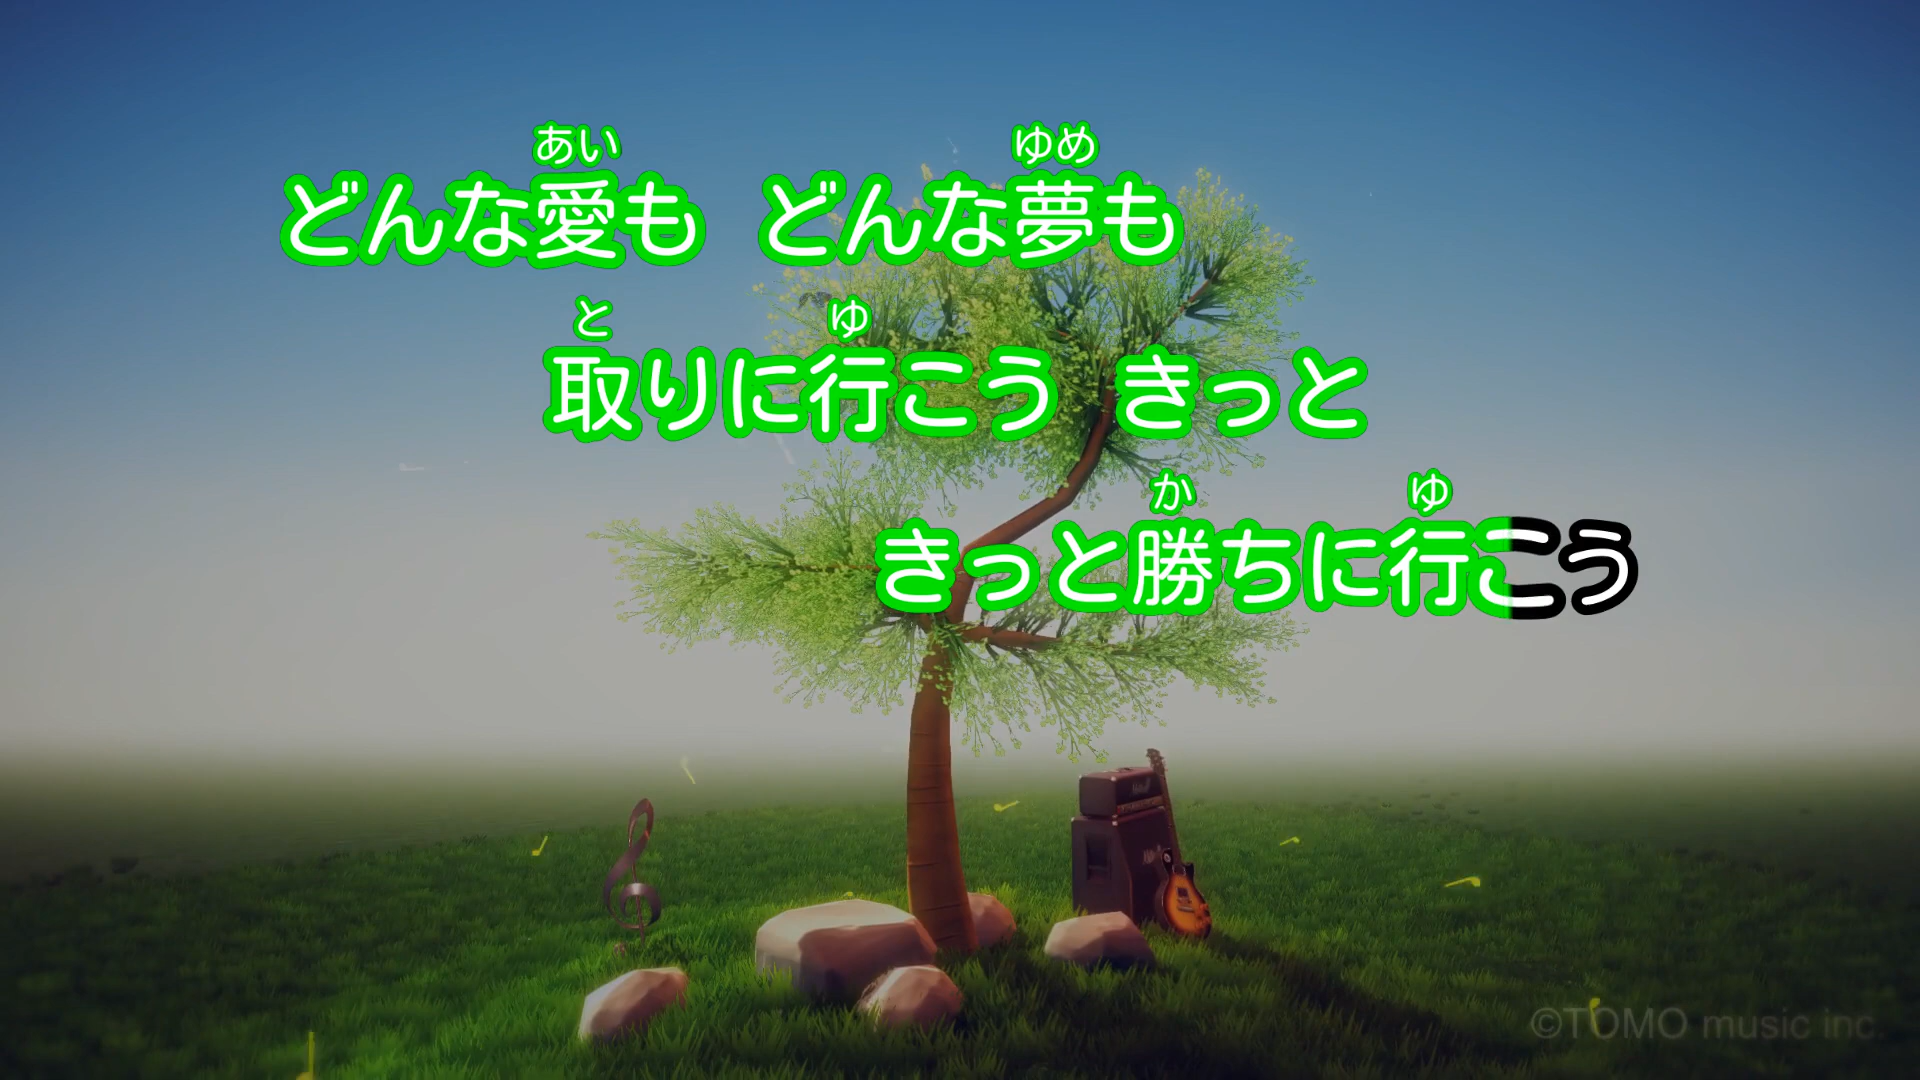 あい ゆめ
どんな愛も どんな夢も
と ゆ
取りに行こう きっと
か ゆ
きっと勝ちに行こう
©TOMO music inc.